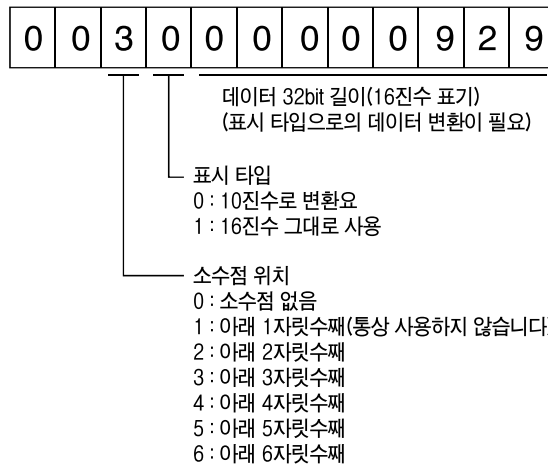 0 0 3 0 0 0 0 0 0 9 2 9
데이터 32bit 길이(16진수 표기)
(표시 타입으로의 데이터 변환이 필요)
표시 타입
0 : 10진수로 변환요
1 : 16진수 그대로 사용
소수점 위치
0 : 소수점 없음
1 : 아래 1자릿수째(통상 사용하지 않습니다)
2 : 아래 2자릿수째
3 : 아래 3자릿수째
4 : 아래 4자릿수째
5 : 아래 5자릿수째
6 : 아래 6자릿수째